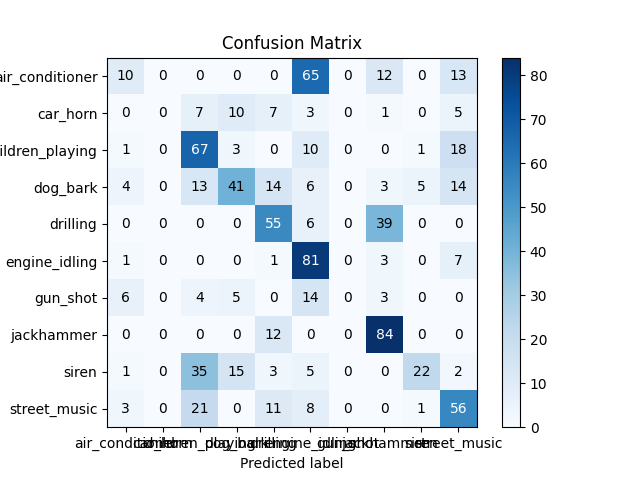 Confusion Matrix
air_conditioner 10 0 0 0 0 65 0 12 0 13
car_horn 0 0 7 10 7 3 0 1 0 5
ildren_playing 1 0 67 3 0 10 0 0 1 18
dog_bark 4 0 13 41 14 6 0 3 5 14
drilling 0 0 0 0 55 6 0 39 0 0
engine_idling 1 0 0 0 1 81 0 3 0 7
gun_shot 6 0 4 5 0 14 0 3 0 0
jackhammer 0 0 0 0 12 0 0 84 0 0
siren 1 0 35 15 3 5 0 0 22 2
street_music 3 0 21 0 11 8 0 0 1 56
Predicted label
80
70
60
50
40
30
20
10
0